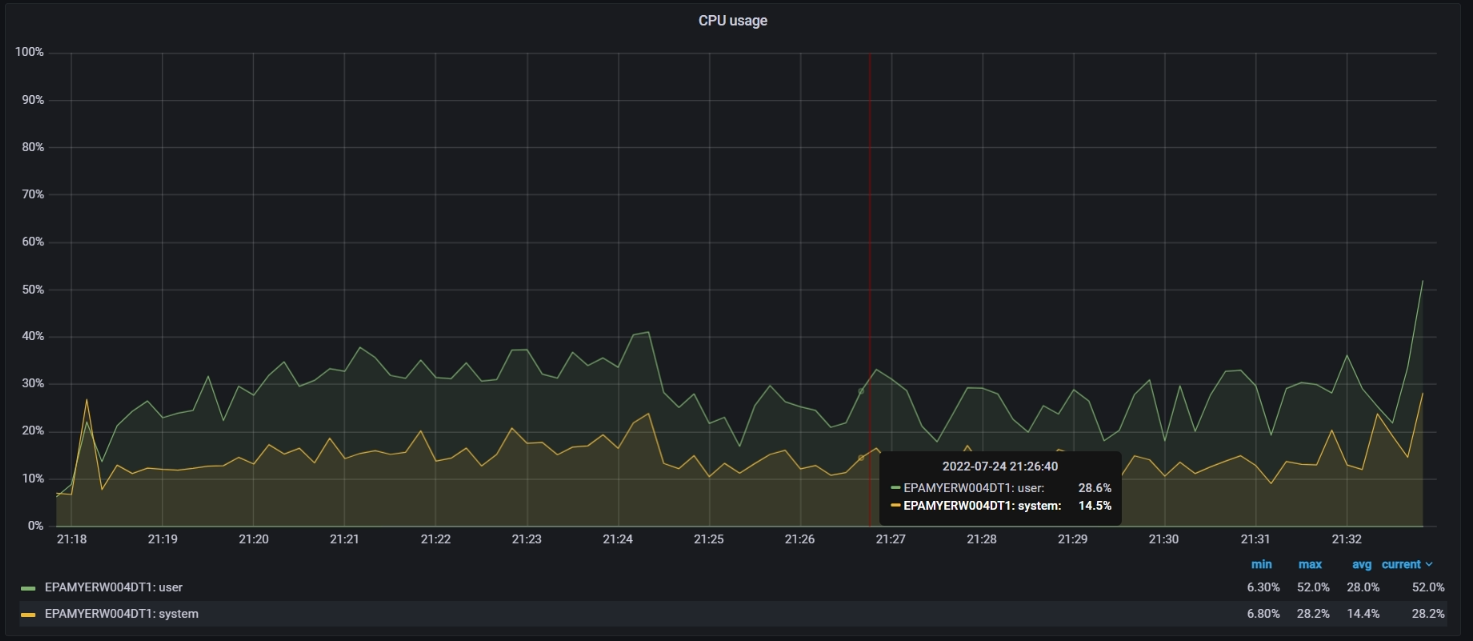 CPU usage
100%
90%
80%
70%
60%
50%
40%
30%
20%
10%
0%
2022-07-24 21:26:40
EPAMYERW004DT1: user: 28.6%
EPAMYERW004DT1: system: 14.5%
21:18 21:19 21:20 21:21 21:22 21:23 21:24 21:25 21:26 21:27 21:28 21:29 21:30 21:31 21:32
min max avg current
EPAMYERW004DT1: user 6.30% 52.0% 28.0% 52.0%
EPAMYERW004DT1: system 6.80% 28.2% 14.4% 28.2%